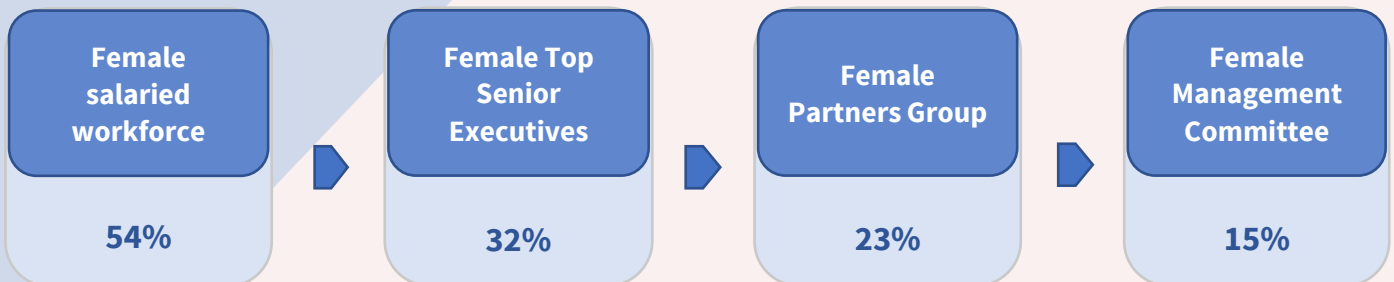 Female
salaried
workforce
54%
Female Top
Senior
Executives
32%
Female
Partners Group
23%
Female
Management
Committee
15%